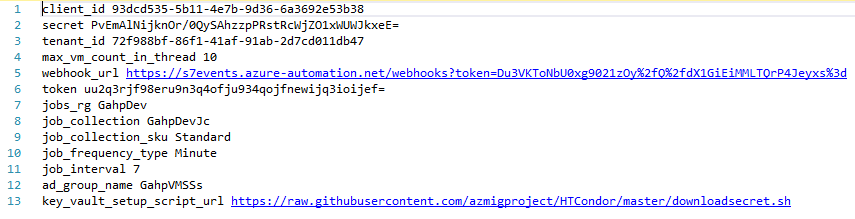 1 client_id 93dcd535-5b11-4e7b-9d36-6a3692e53b38
2 secret PvEmAlNijknOr/0QySAhzzpPRstRcWjZO1xWUWJkxeE=
3 tenant_id 72f988bf-86f1-41af-91ab-2d7cd011db47
4 max_vm_count_in_thread 10
5 webhook_url https://s7events.azure-automation.net/webhooks?token=Du3VKToNbU0xg9021zOy%2fQ%2fdX1GiEiMMLTQrP4Jeyxs%3d
6 token uu2q3rjf98eru9n3q4ofju934qojfnewijq3ioijef=
7 jobs_rg GahpDev
8 job_collection GahpDevJc
9 job_collection_sku Standard
10 job_frequency_type Minute
11 job_interval 7
12 ad_group_name GahpVMSSs
13 key_vault_setup_script_url https://raw.githubusercontent.com/azmigproject/HTCondor/master/downloadsecret.sh